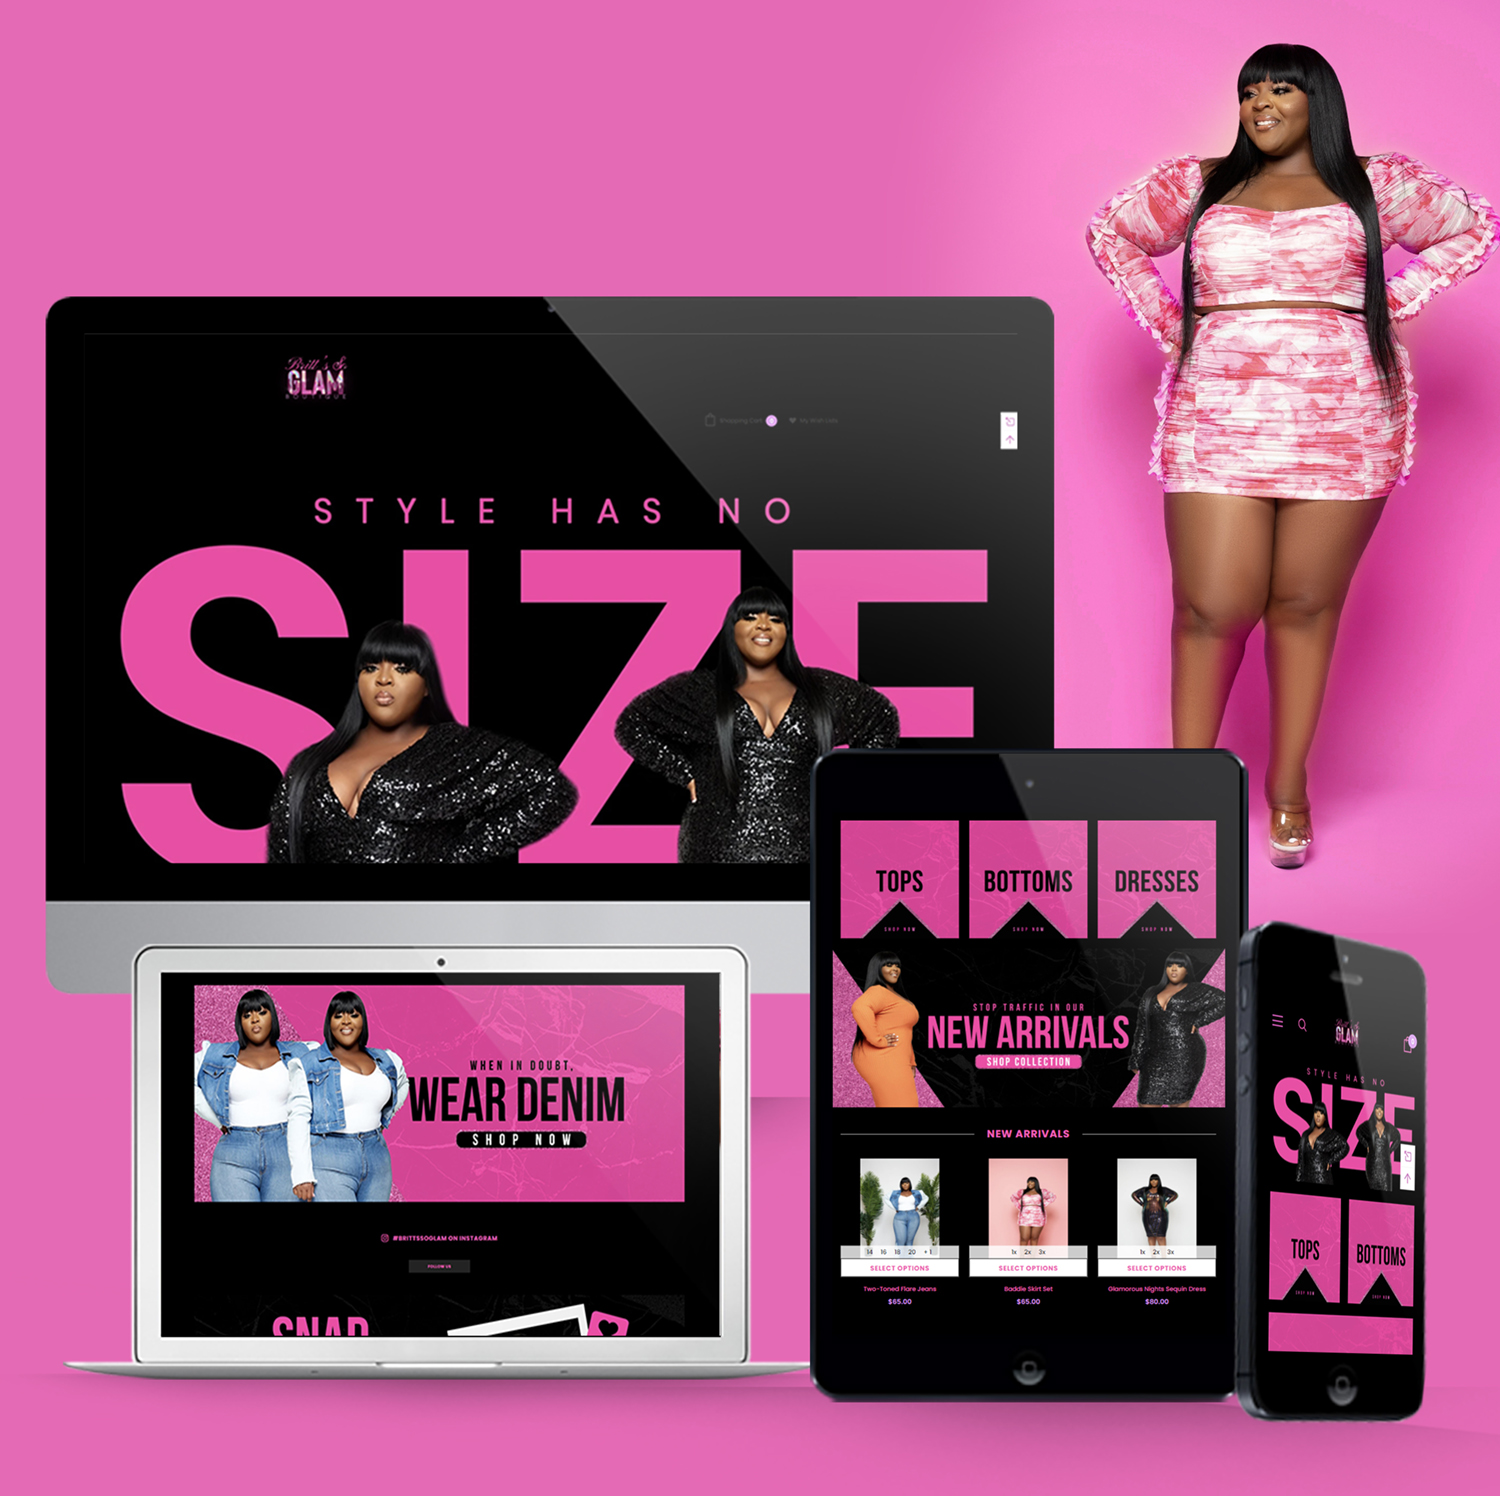 Britt's So
GLAM
BOUTIQUE
Shopping Cart
My Wish Lists
STYLE HAS NO
SIZE
WHEN IN DOUBT,
WEAR DENIM
SHOP NOW
#BRITTSSOGLAM ON INSTAGRAM
FOLLOW US
SNAP
TOPS
BOTTOMS
DRESSES
SHOP NOW
SHOP NOW
SHOP NOW
STOP TRAFFIC IN OUR
NEW ARRIVALS
SHOP COLLECTION
NEW ARRIVALS
14 16 18 20 +1
1x 2x 3x
1x 2x 3x
SELECT OPTIONS
SELECT OPTIONS
SELECT OPTIONS
Two-Toned Flare Jeans
Baddie Skirt Set
Glamorous Nights Sequin Dress
$65.00
$65.00
$80.00
GLAM
STYLE HAS NO
SIZE
TOPS
BOTTOMS
SHOP NOW
SHOP NOW